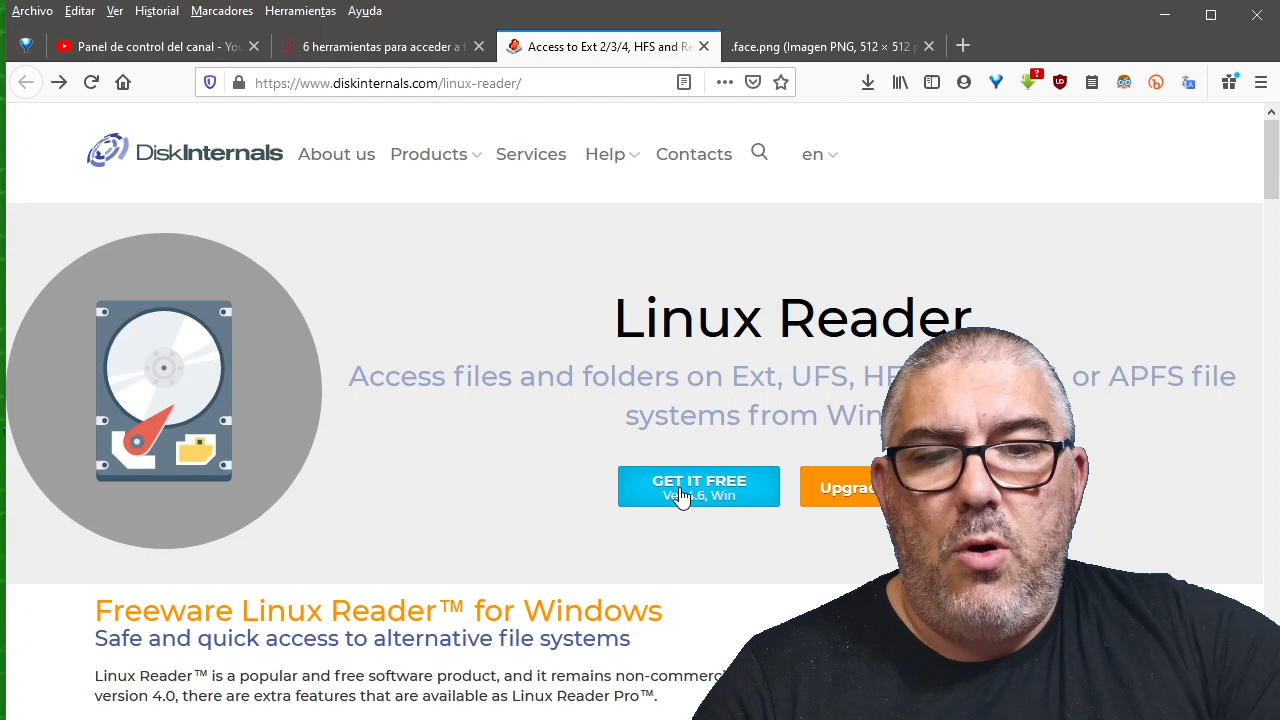 Archivo Editar Ver Historial Marcadores Herramientas Ayuda
Panel de control del canal - You
6 herramientas para acceder a
Access to Ext 2/3/4, HFS and Re
.face.png (Imagen PNG, 512 × 512
https://www.diskinternals.com/linux-reader/
DiskInternals About us Products Services Help Contacts en
Linux Reader
Access files and folders on Ext, UFS, or APFS file
systems from
GET IT FREE
4.6, Win
Freeware Linux Reader™ for Windows
Safe and quick access to alternative file systems
Linux Reader™ is a popular and free software product, and it remains
version 4.0, there are extra features that are available as Linux Reader Pro™.